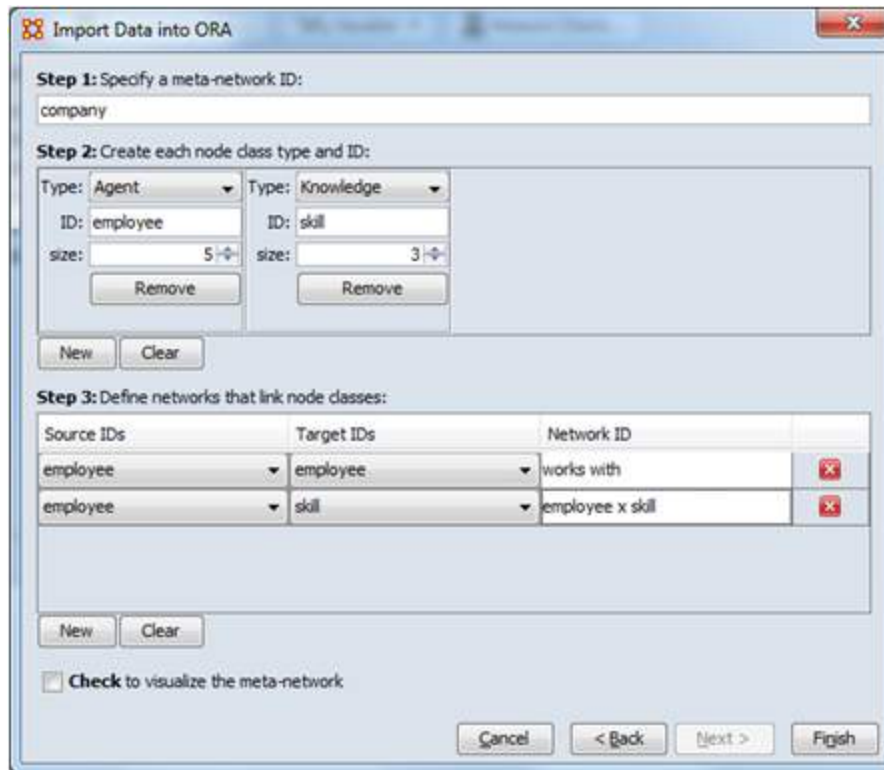 Import Data into ORA
Step 1: Specify a meta-network ID:
company
Step 2: Create each node class type and ID:
Type: Agent Type: Knowledge
ID: employee ID: skill
size: 5 size: 3
Remove Remove
New Clear
Step 3: Define networks that link node classes:
Source IDs Target IDs Network ID
employee employee works with
employee skill employee x skill
New Clear
Check to visualize the meta-network
Cancel < Back Next > Finish